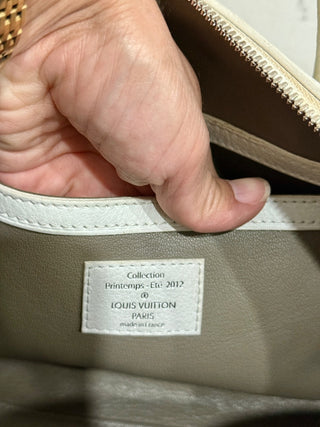 Collection
Printemps - Eté 2012
LOUIS VUITTON
PARIS
made in France